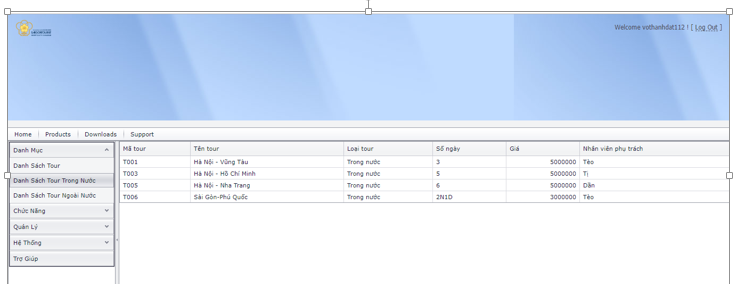 Welcome vothanhdat112 ! [ Log Out ]
Home | Products | Downloads | Support
Danh Mục
Danh Sách Tour
Danh Sách Tour Trong Nước
Danh Sách Tour Ngoài Nước
Chức Năng
Quản Lý
Hệ Thống
Trợ Giúp
Mã tour Tên tour Loại tour Số ngày Giá Nhân viên phụ trách
T001 Hà Nội - Vũng Tàu Trong nước 3 5000000 Tèo
T003 Hà Nội - Hồ Chí Minh Trong nước 5 5000000 Tị
T005 Hà Nội - Nha Trang Trong nước 6 5000000 Dần
T006 Sài Gòn-Phú Quốc Trong nước 2N1D 3000000 Tèo